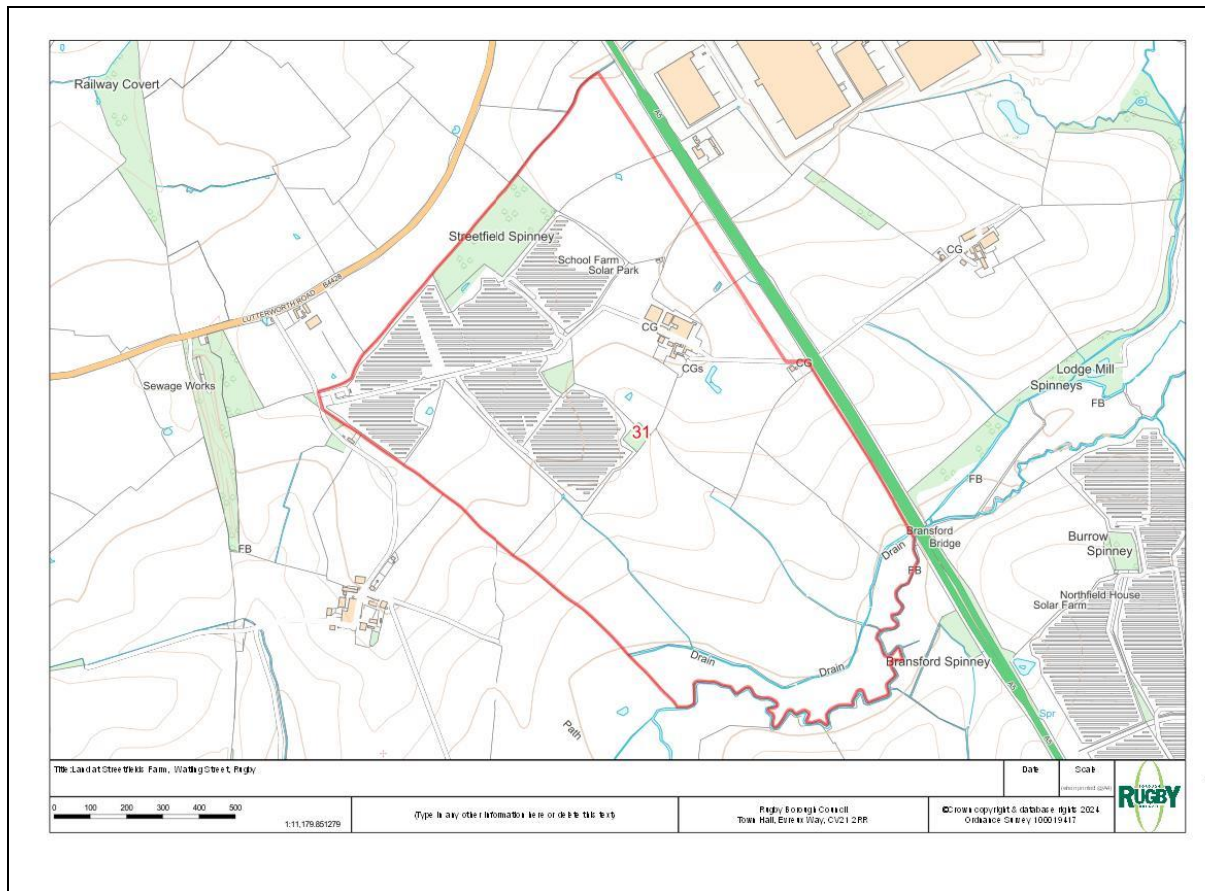 Railway Covert
A5
Streetfield Spinney
School Farm
Solar Park
CG
LUTTERWORTH ROAD B4428
CG
CGs
CG
Sewage Works
Lodge Mill
Spinneys
FB
31
FB
Bransford
Bridge
Drain
FB
FB
Burrow
Spinney
Northfield House
Solar Farm
Drain
Drain
Bransford Spinney
A5
Spr
Path
A5
Title: Land at Streetfields Farm, Watling Street, Rugby
Date
Scale
0 100 200 300 400 500
1:11,179.851279
(Type in any other information here or delete this text)
Rugby Borough Council
Town Hall, Evreux Way, CV21 2RR
©Crown copyright & database rights 2024
Ordnance Survey 100019417
RUGBY